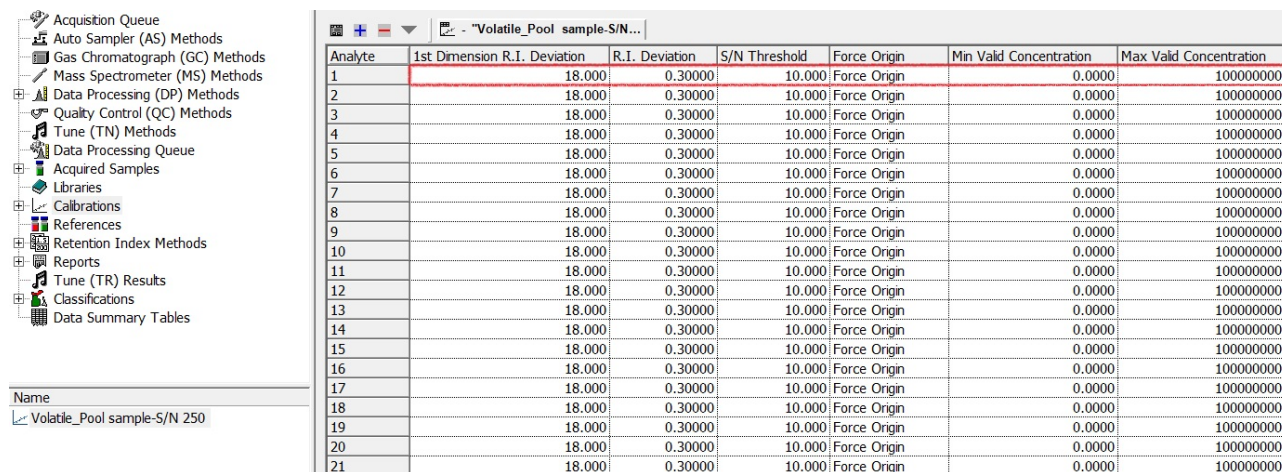 Acquisition Queue
Auto Sampler (AS) Methods
Gas Chromatograph (GC) Methods
Mass Spectrometer (MS) Methods
Data Processing (DP) Methods
Quality Control (QC) Methods
Tune (TN) Methods
Data Processing Queue
Acquired Samples
Libraries
Calibrations
References
Retention Index Methods
Reports
Tune (TR) Results
Classifications
Data Summary Tables
Name
Volatile_Pool sample-S/N 250
- "Volatile_Pool sample-S/N...
Analyte 1st Dimension R.I. Deviation R.I. Deviation S/N Threshold Force Origin Min Valid Concentration Max Valid Concentration
1 18.000 0.30000 10.000 Force Origin 0.0000 100000000
2 18.000 0.30000 10.000 Force Origin 0.0000 100000000
3 18.000 0.30000 10.000 Force Origin 0.0000 100000000
4 18.000 0.30000 10.000 Force Origin 0.0000 100000000
5 18.000 0.30000 10.000 Force Origin 0.0000 100000000
6 18.000 0.30000 10.000 Force Origin 0.0000 100000000
7 18.000 0.30000 10.000 Force Origin 0.0000 100000000
8 18.000 0.30000 10.000 Force Origin 0.0000 100000000
9 18.000 0.30000 10.000 Force Origin 0.0000 100000000
10 18.000 0.30000 10.000 Force Origin 0.0000 100000000
11 18.000 0.30000 10.000 Force Origin 0.0000 100000000
12 18.000 0.30000 10.000 Force Origin 0.0000 100000000
13 18.000 0.30000 10.000 Force Origin 0.0000 100000000
14 18.000 0.30000 10.000 Force Origin 0.0000 100000000
15 18.000 0.30000 10.000 Force Origin 0.0000 100000000
16 18.000 0.30000 10.000 Force Origin 0.0000 100000000
17 18.000 0.30000 10.000 Force Origin 0.0000 100000000
18 18.000 0.30000 10.000 Force Origin 0.0000 100000000
19 18.000 0.30000 10.000 Force Origin 0.0000 100000000
20 18.000 0.30000 10.000 Force Origin 0.0000 100000000
21 18.000 0.30000 10.000 Force Origin 0.0000 100000000